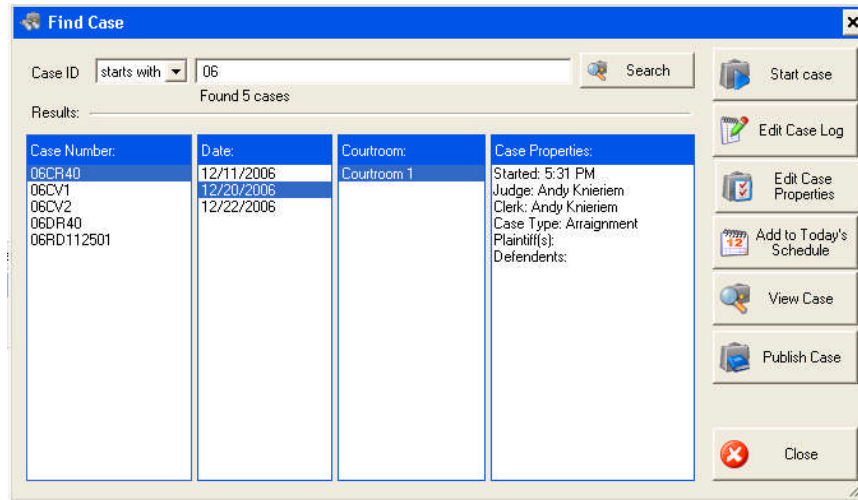 Find Case
Case ID starts with 06 Search
Found 5 cases
Results:
Case Number:
06CR40
06CV1
06CV2
06DR40
06RD112501
Date:
12/11/2006
12/20/2006
12/22/2006
Courtroom:
Courtroom 1
Case Properties:
Started: 5:31 PM
Judge: Andy Knieriem
Clerk: Andy Knieriem
Case Type: Arraignment
Plaintiff(s):
Defendents:
Start case
Edit Case Log
Edit Case
Properties
12
Add to Today's
Schedule
View Case
Publish Case
Close